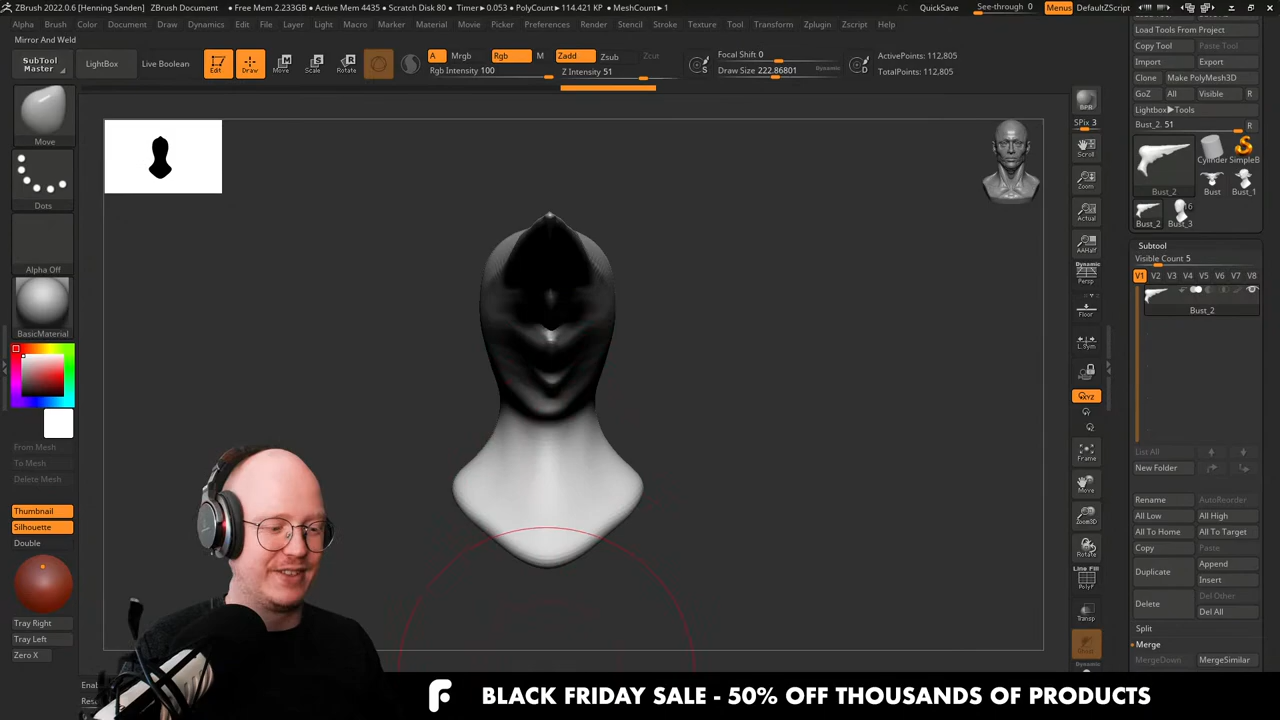 ZBrush 2022.0.6 [Henning Sanden] ZBrush Document • Free Mem 2.233GB • Active Mem 4435 • Scratch Disk 80 • Timer▸0.053 • PolyCount▸114.421 KP • MeshCount▸1
AC QuickSave See-through 0 Menus DefaultZScript
Alpha Brush Color Document Draw Dynamics Edit File Layer Light Macro Marker Material Movie Picker Preferences Render Stencil Stroke Texture Tool Transform Zplugin Zscript Help
Mirror And Weld
SubTool Master
LightBox
Live Boolean
Edit
Draw
Move
Scale
Rotate
A
Mrgb
Rgb
M
Rgb Intensity 100
Zadd
Zsub
Zcut
Z Intensity 51
S
Focal Shift 0
Draw Size 222.86801
Dynamic
D
ActivePoints: 112,805
TotalPoints: 112,805
Move
Dots
Alpha Off
BasicMaterial
From Mesh
To Mesh
Delete Mesh
Thumbnail
Silhouette
Double
Tray Right
Tray Left
Zero X
BPR
SPix 3
Scroll
Zoom
Actual
AAHalf
Dynamic
Persp
Floor
L.Sym
XYZ
Frame
Move
Zoom3D
Rotate
Line Fill
PolyF
Transp
Ghost
Dynamic
Load Tools From Project
Copy Tool
Paste Tool
Import
Export
Clone
Make PolyMesh3D
GoZ
All
Visible
R
Lightbox▸Tools
Bust_2. 51
R
Bust_2
Cylinder
SimpleB
Bust
Bust_1
Bust_2
16
Bust_3
Subtool
Visible Count 5
V1 V2 V3 V4 V5 V6 V7 V8
Bust_2
List All
New Folder
Rename
AutoReorder
All Low
All High
All To Home
All To Target
Copy
Paste
Duplicate
Append
Insert
Delete
Del Other
Del All
Split
Merge
MergeDown
MergeSimilar
BLACK FRIDAY SALE - 50% OFF THOUSANDS OF PRODUCTS